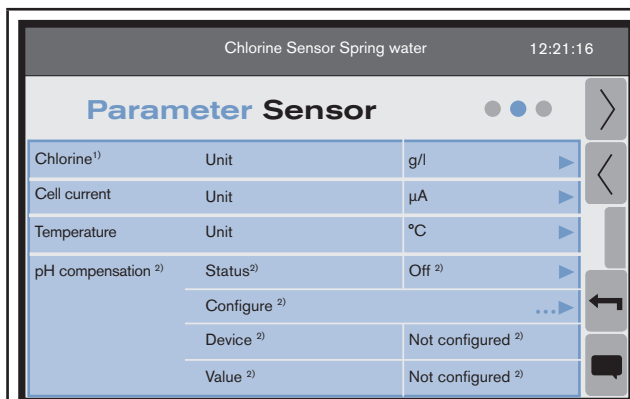 Chlorine Sensor Spring water 12:21:16
Parameter Sensor
Chlorine1) Unit g/l
Cell current Unit µA
Temperature Unit °C
pH compensation 2) Status2) Off 2)
Configure 2) ...
Device 2) Not configured 2)
Value 2) Not configured 2)